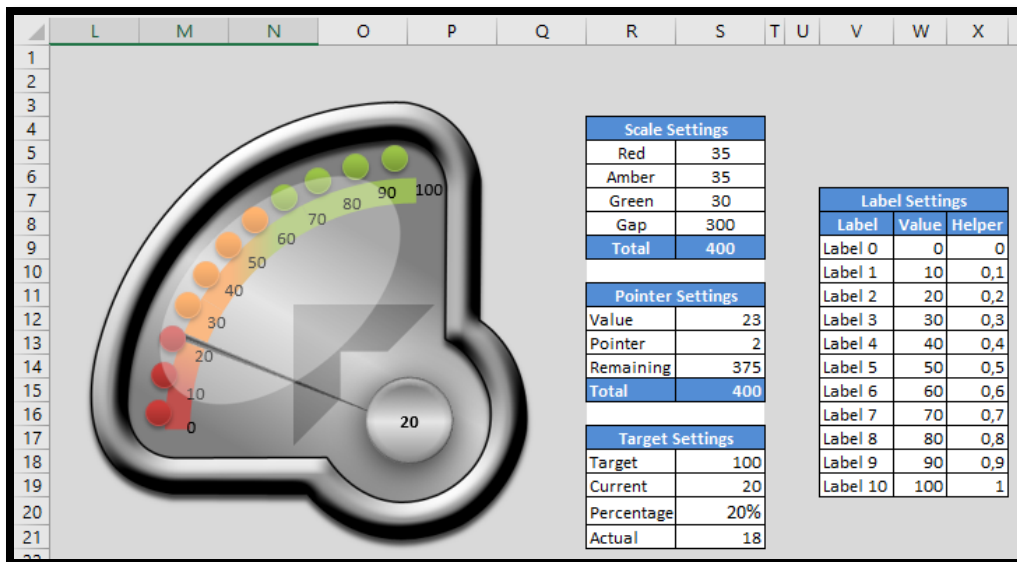 L M N O P Q R S T U V W X
1
2
3
4 Scale Settings
5 Red 35
6 Amber 35
7 Green 30 Label Settings
8 Gap 300 Label Value Helper
9 Total 400 Label 0 0 0
10 Label 1 10 0,1
11 Pointer Settings Label 2 20 0,2
12 Value 23 Label 3 30 0,3
13 Pointer 2 Label 4 40 0,4
14 Remaining 375 Label 5 50 0,5
15 Total 400 Label 6 60 0,6
16 Label 7 70 0,7
17 Target Settings Label 8 80 0,8
18 Target 100 Label 9 90 0,9
19 Current 20 Label 10 100 1
20 Percentage 20%
21 Actual 18
22
0
10
20
30
40
50
60
70
80
90
100
20